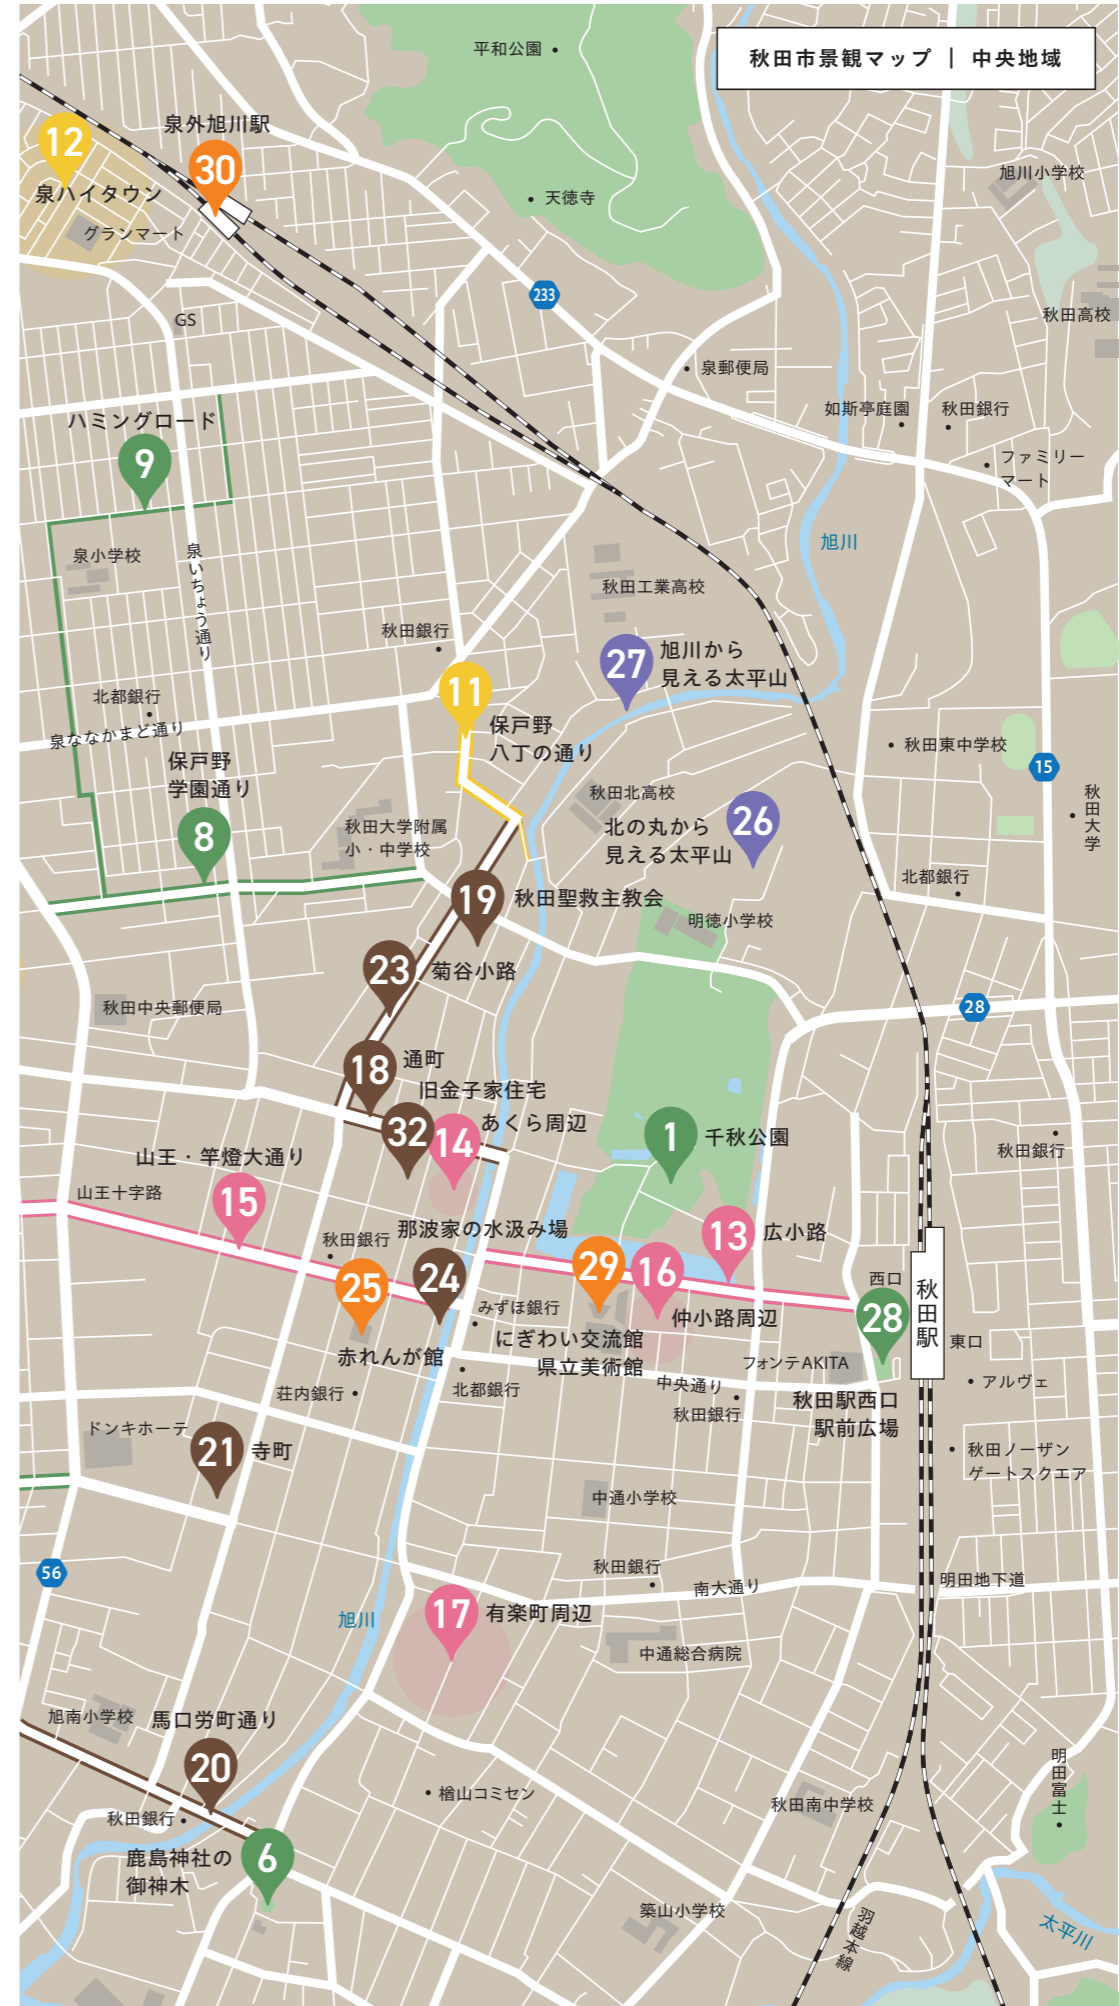 秋田市景観マップ | 中央地域
平和公園
12
泉外旭川駅
30
泉ハイタウン
グランマート
天徳寺
旭川小学校
233
秋田高校
GS
泉郵便局
ハミングロード
9
如斯亭庭園
秋田銀行
ファミリー
マート
旭川
泉小学校
泉いちょう通り
秋田工業高校
秋田銀行
27
旭川から
見える太平山
11
北都銀行
泉ななかまど通り
保戸野
八丁の通り
保戸野
学園通り
8
秋田東中学校
15
秋田大学
秋田北高校
北の丸から
見える太平山
26
秋田大学附属
小・中学校
北都銀行
19
秋田聖救主教会
明徳小学校
23
菊谷小路
秋田中央郵便局
28
18
通町
旧金子家住宅
32
14
あくら周辺
1
千秋公園
秋田銀行
山王・竿燈大通り
15
山王十字路
秋田銀行
那波家の水汲み場
24
13
広小路
25
29
16
西口
28
秋田駅
東口
みずほ銀行
仲小路周辺
赤れんが館
にぎわい交流館
県立美術館
フォンテAKITA
アルヴェ
荘内銀行
北都銀行
中央通り
秋田銀行
秋田駅西口
駅前広場
ドンキホーテ
21
寺町
秋田ノーザン
ゲートスクエア
中通小学校
56
秋田銀行
南大通り
明田地下道
旭川
17
有楽町周辺
中通総合病院
旭南小学校
馬口労町通り
20
楢山コミセン
秋田南中学校
明田富士
秋田銀行
鹿島神社の
御神木
6
築山小学校
羽越本線
太平川